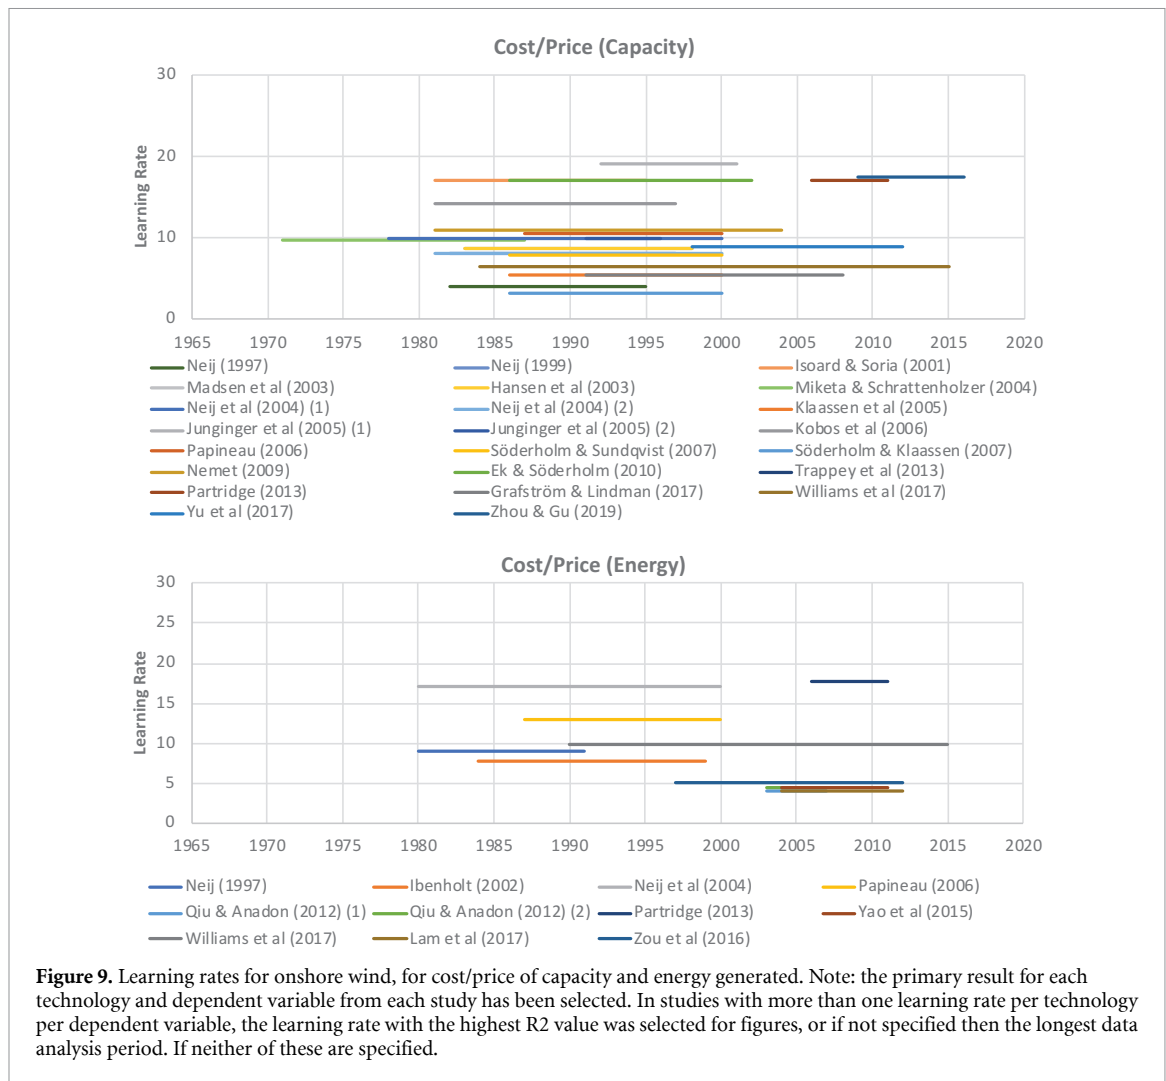 Cost/Price (Capacity)
30
20
10
0
Learning Rate
1965 1970 1975 1980 1985 1990 1995 2000 2005 2010 2015 2020
Neij (1997) Neij (1999) Isoard & Soria (2001)
Madsen et al (2003) Hansen et al (2003) Miketa & Schrattenholzer (2004)
Neij et al (2004) (1) Neij et al (2004) (2) Klaassen et al (2005)
Junginger et al (2005) (1) Junginger et al (2005) (2) Kobos et al (2006)
Papineau (2006) Söderholm & Sundqvist (2007) Söderholm & Klaassen (2007)
Nemet (2009) Ek & Söderholm (2010) Trappey et al (2013)
Partridge (2013) Grafström & Lindman (2017) Williams et al (2017)
Yu et al (2017) Zhou & Gu (2019)
Cost/Price (Energy)
30
25
20
15
10
5
0
Learning Rate
1965 1970 1975 1980 1985 1990 1995 2000 2005 2010 2015 2020
Neij (1997) Ibenholt (2002) Neij et al (2004) Papineau (2006)
Qiu & Anadon (2012) (1) Qiu & Anadon (2012) (2) Partridge (2013) Yao et al (2015)
Williams et al (2017) Lam et al (2017) Zou et al (2016)
Figure 9. Learning rates for onshore wind, for cost/price of capacity and energy generated. Note: the primary result for each
technology and dependent variable from each study has been selected. In studies with more than one learning rate per technology
per dependent variable, the learning rate with the highest R2 value was selected for figures, or if not specified then the longest data
analysis period. If neither of these are specified.